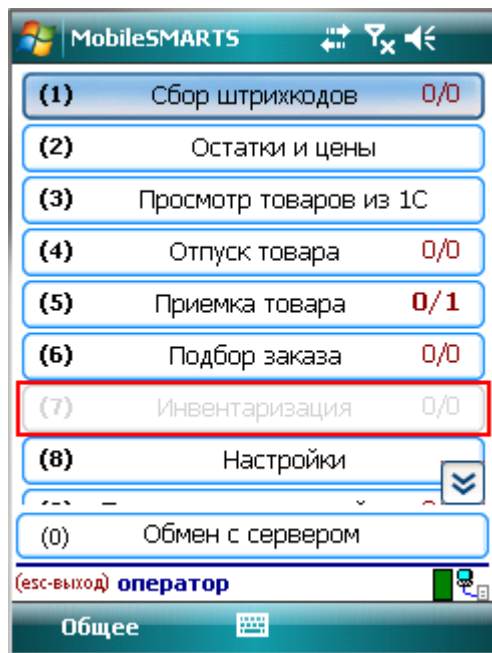 MobileSMARTS
(1) Сбор штрихкодов 0/0
(2) Остатки и цены
(3) Просмотр товаров из 1С
(4) Отпуск товара 0/0
(5) Приемка товара 0/1
(6) Подбор заказа 0/0
(7) Инвентаризация 0/0
(8) Настройки
(0) Обмен с сервером
(esc-выход) оператор
Общее